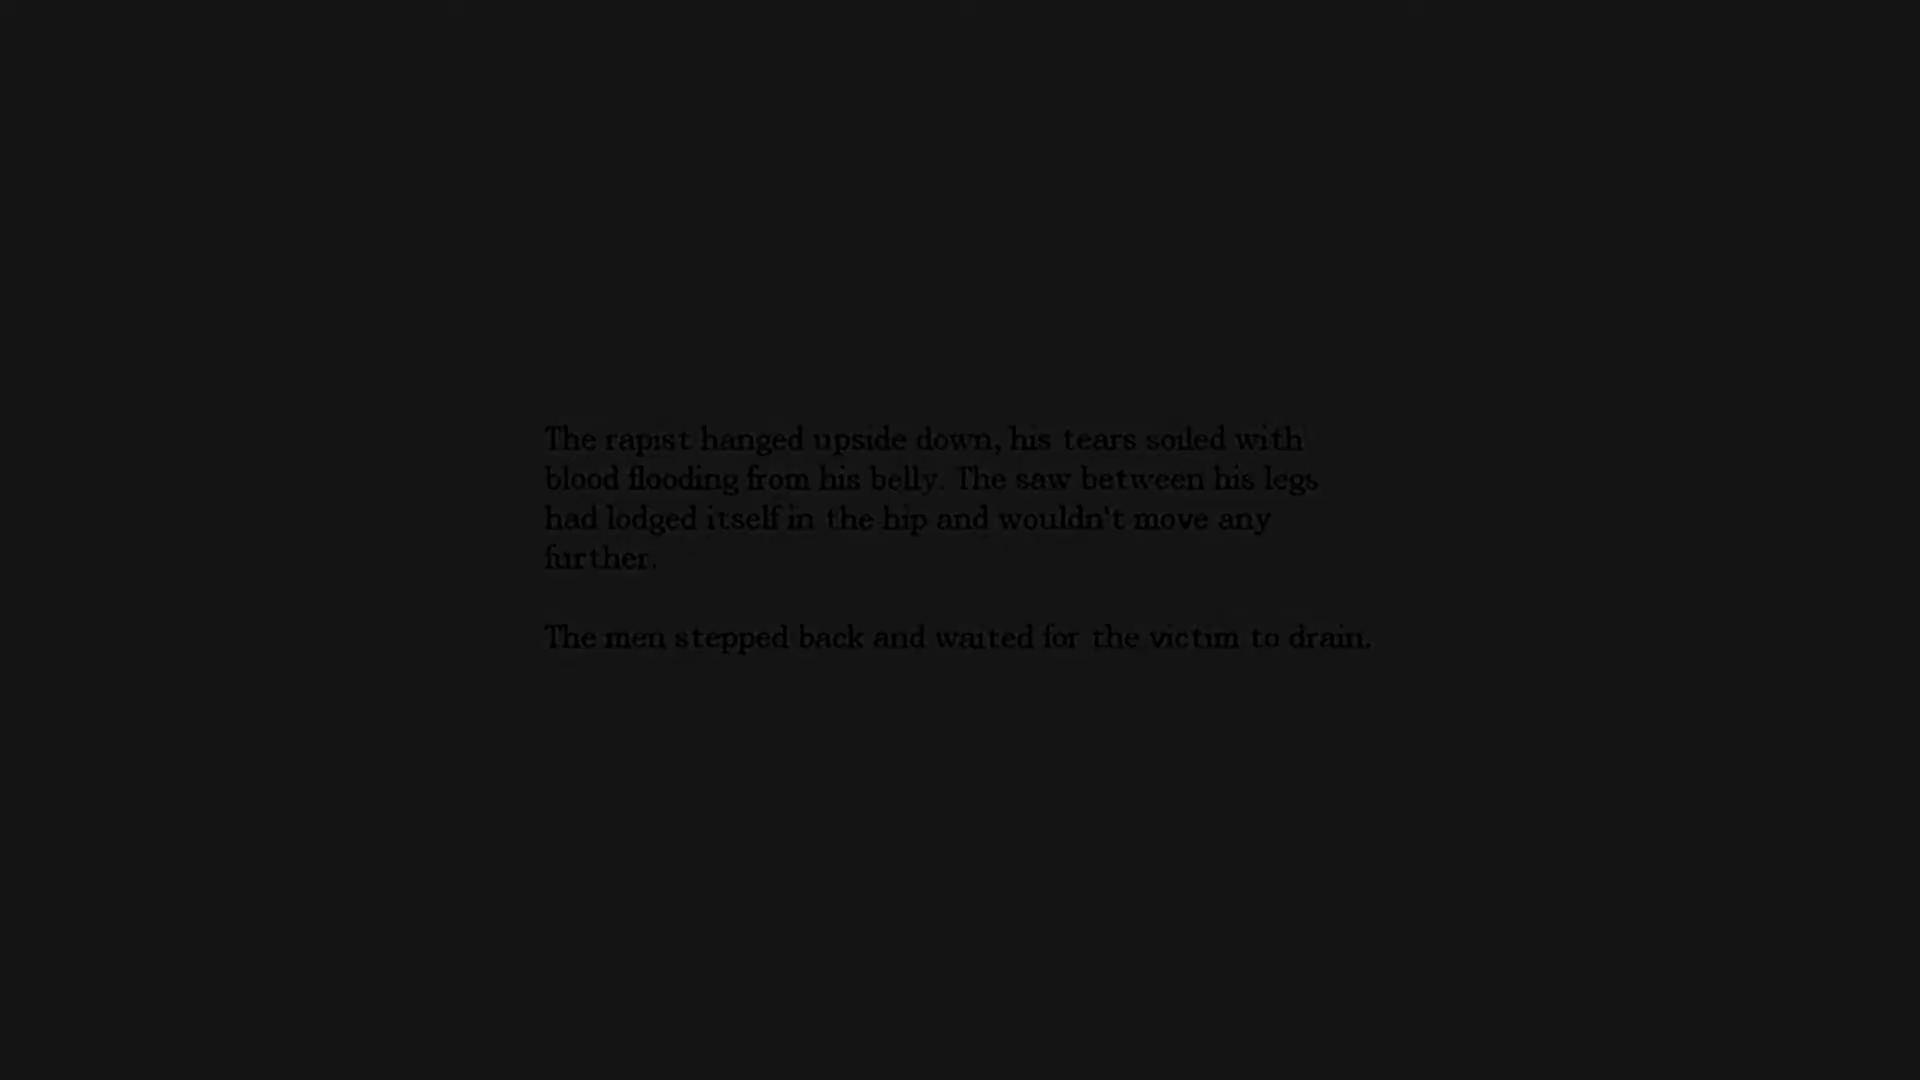 The rapist hanged upside down, his tears soiled with
blood flooding from his belly. The saw between his legs
had lodged itself in the hip and wouldn't move any
further.
The men stepped back and waited for the victim to drain.